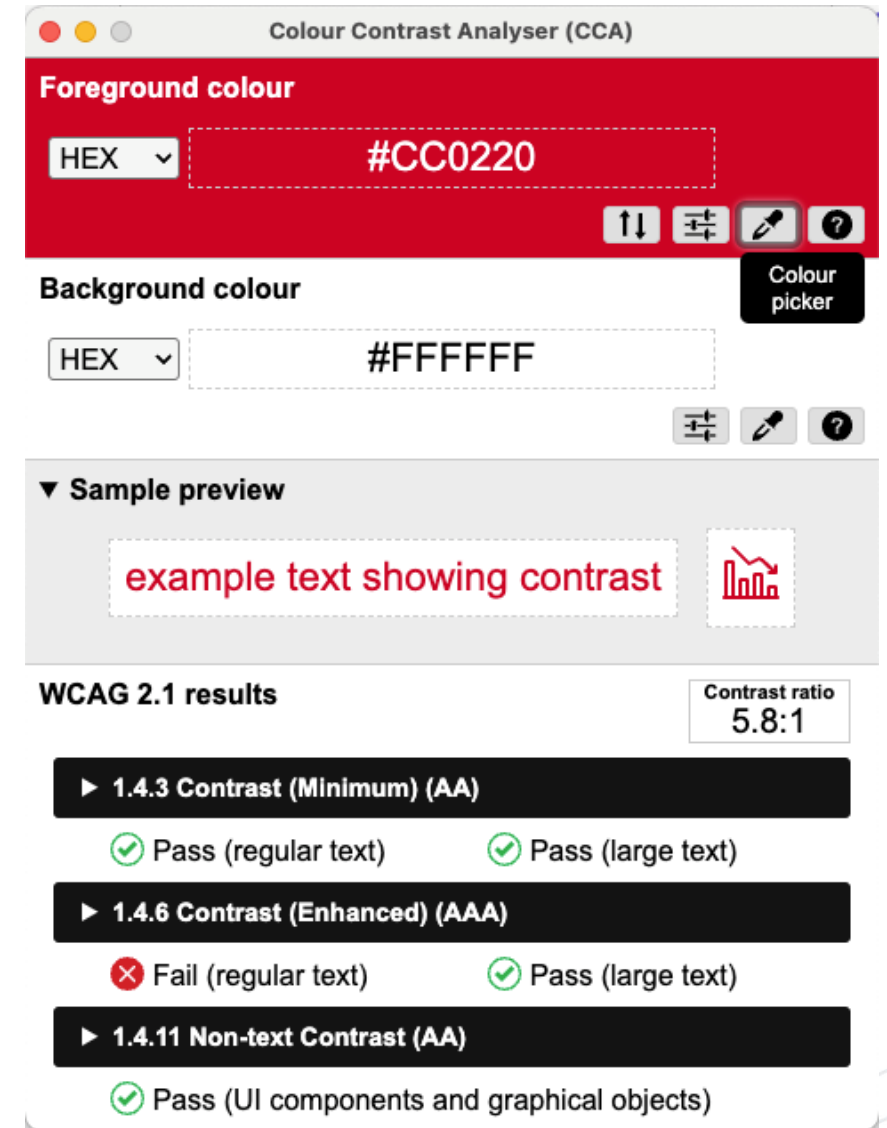 Colour Contrast Analyser (CCA)
Foreground colour
HEX #CC0220
Colour
picker
Background colour
HEX #FFFFFF
Sample preview
example text showing contrast
WCAG 2.1 results
Contrast ratio
5.8:1
1.4.3 Contrast (Minimum) (AA)
Pass (regular text) Pass (large text)
1.4.6 Contrast (Enhanced) (AAA)
Fail (regular text) Pass (large text)
1.4.11 Non-text Contrast (AA)
Pass (UI components and graphical objects)